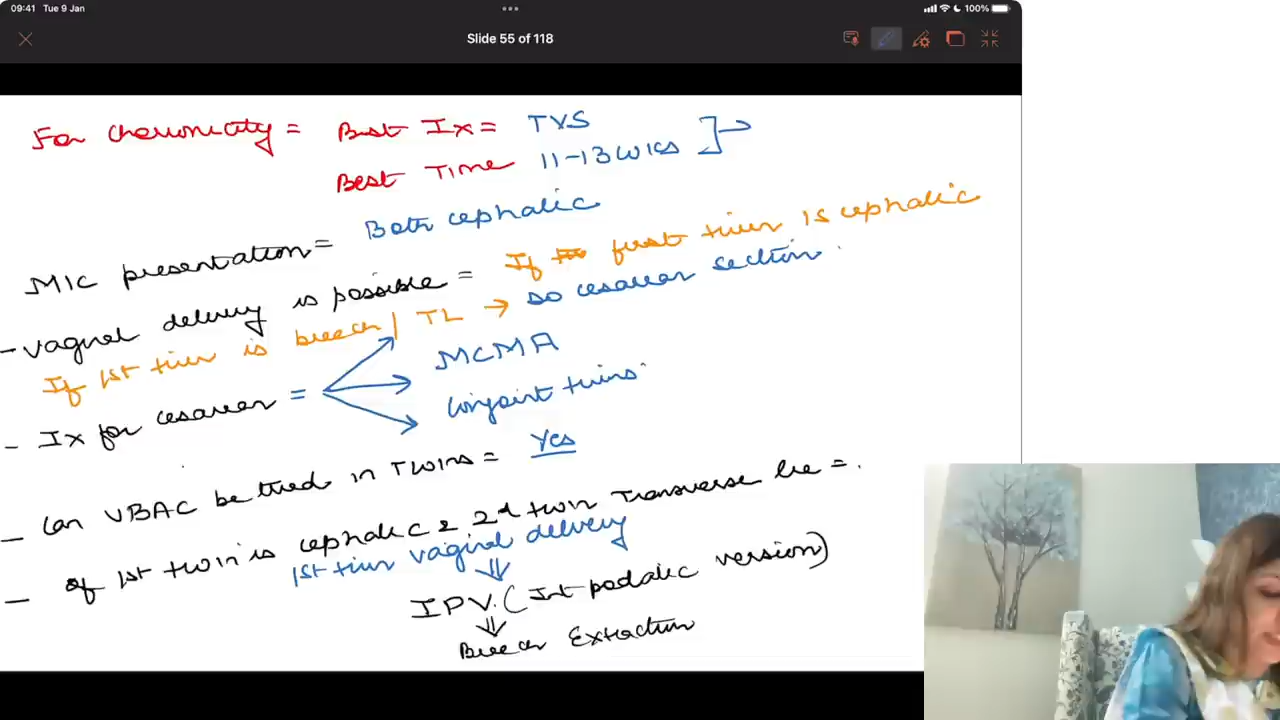 09:41 Tue 9 Jan
100%
Slide 55 of 118
For Chorionicity = Best Ix = TVS
Best Time 11-13 wks
M/C presentation = Both cephalic
- Vaginal delivery is possible = If first twin is cephalic
If 1st twin is breech / TL → so cesarean section
- Ix for cesarean = MCMA
Conjoint twins
- Can VBAC be tried in Twins = Yes
- If 1st twin is cephalic & 2nd twin Transverse lie =
1st twin vaginal delivery
IPV (Int podalic version)
Breech Extraction